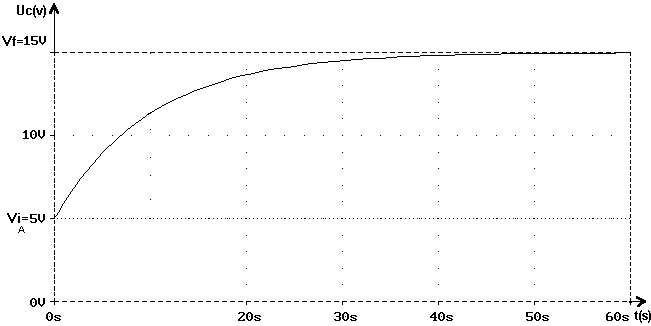 Uc(v)
Vf=15V
10V
Vi=5V
A
0V
0s 20s 30s 40s 50s 60s t(s)